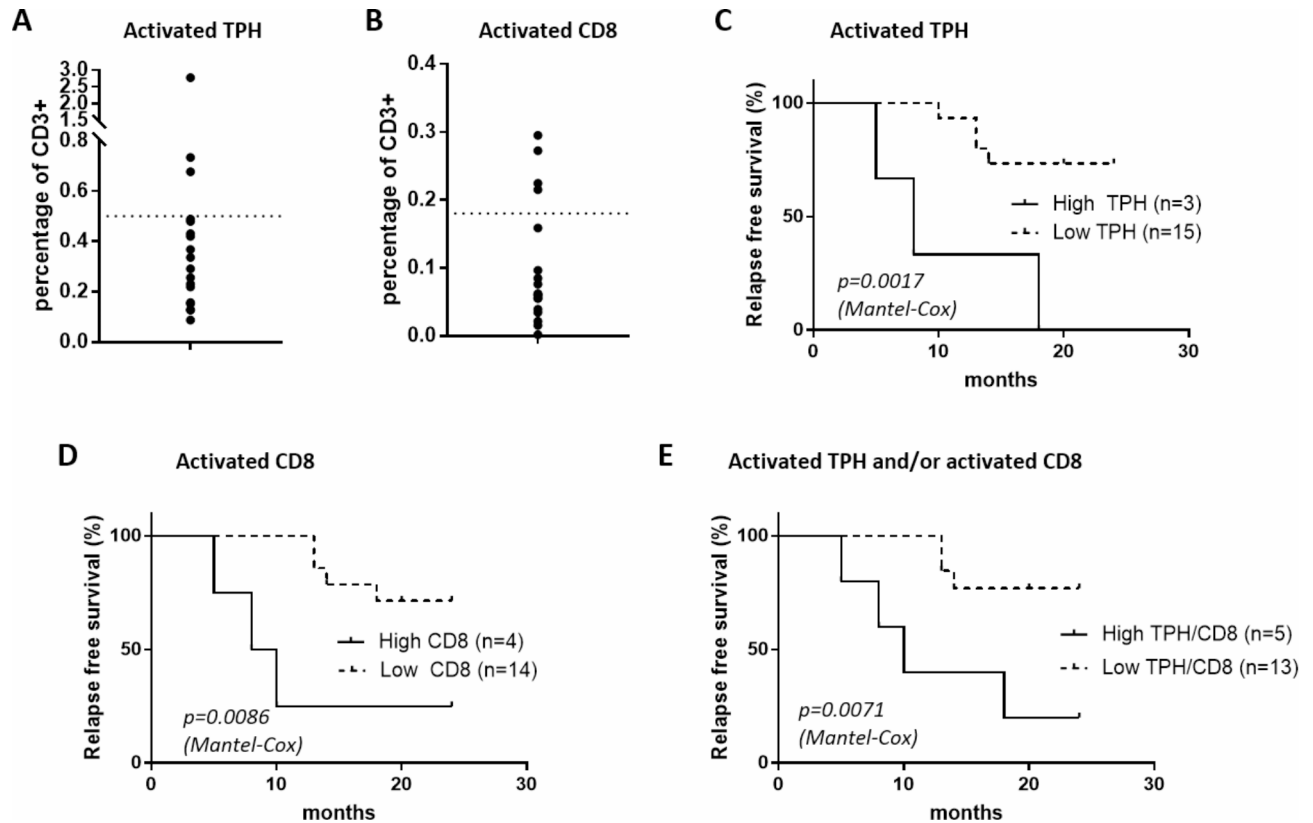 A
Activated TPH
percentage of CD3+
3.0
2.5
2.0
1.5
0.8
0.6
0.4
0.2
0.0
B
Activated CD8
percentage of CD3+
0.4
0.3
0.2
0.1
0.0
C
Activated TPH
Relapse free survival (%)
100
50
0
High TPH (n=3)
Low TPH (n=15)
p=0.0017
(Mantel-Cox)
0 10 20 30
months
D
Activated CD8
Relapse free survival (%)
100
50
0
High CD8 (n=4)
Low CD8 (n=14)
p=0.0086
(Mantel-Cox)
0 10 20 30
months
E
Activated TPH and/or activated CD8
Relapse free survival (%)
100
50
0
High TPH/CD8 (n=5)
Low TPH/CD8 (n=13)
p=0.0071
(Mantel-Cox)
0 10 20 30
months